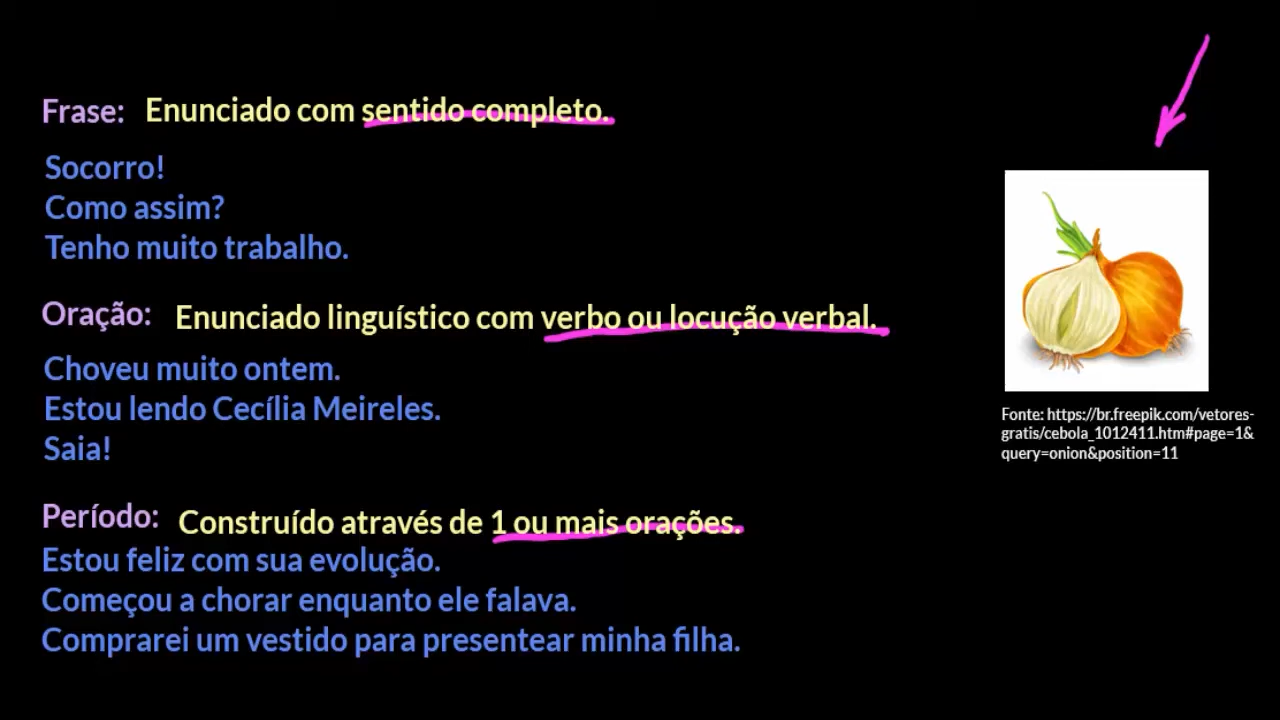 Frase: Enunciado com sentido completo.
Socorro!
Como assim?
Tenho muito trabalho.
Oração: Enunciado linguístico com verbo ou locução verbal.
Choveu muito ontem.
Estou lendo Cecília Meireles.
Saia!
Período: Construído através de 1 ou mais orações.
Estou feliz com sua evolução.
Começou a chorar enquanto ele falava.
Comprarei um vestido para presentear minha filha.
Fonte: https://br.freepik.com/vetores-
gratis/cebola_1012411.htm#page=1&
query=onion&position=11